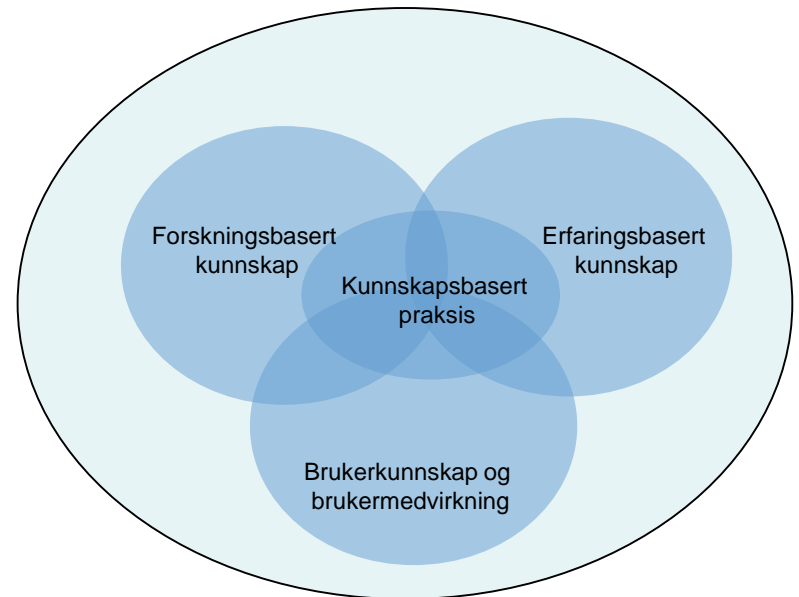 Forskningsbasert
kunnskap
Erfaringsbasert
kunnskap
Kunnskapsbasert
praksis
Brukerkunnskap og
brukermedvirkning